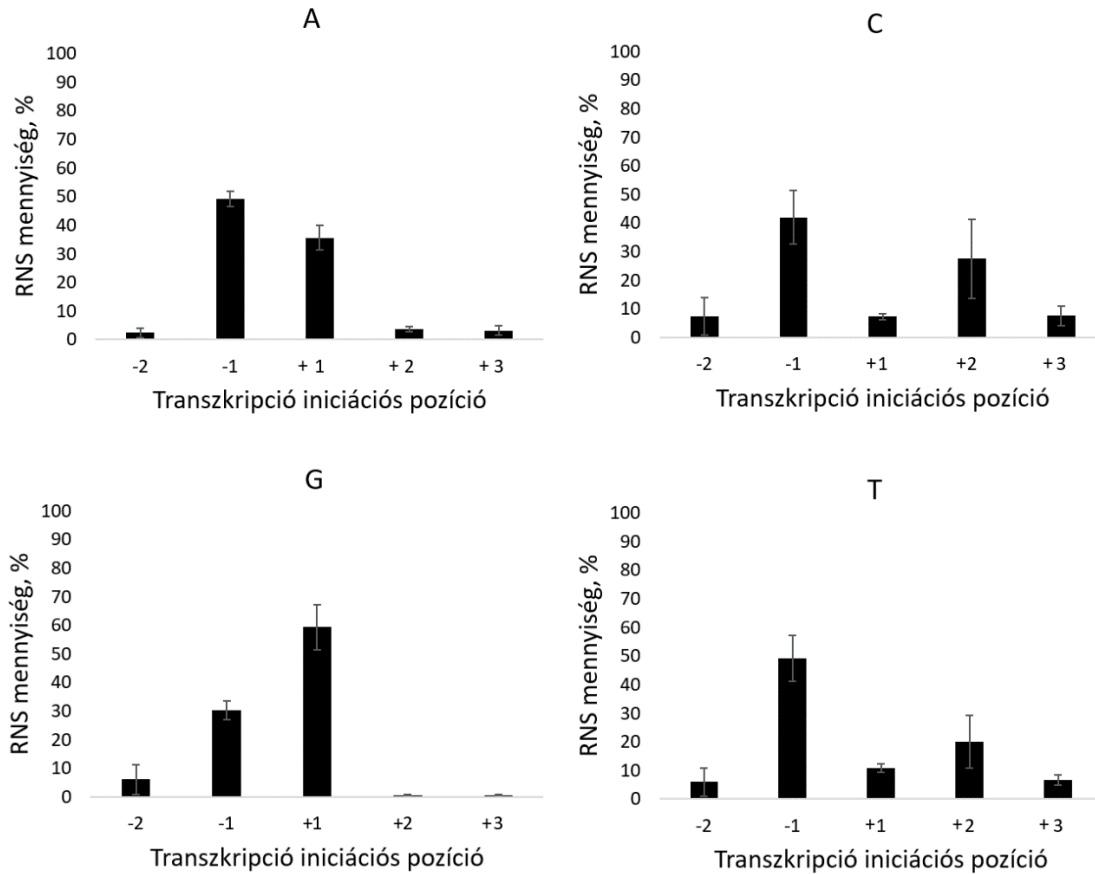 A
100
90
80
70
60
50
40
30
20
10
0
RNS mennyiség, %
-2 -1 + 1 + 2 + 3
Transzkripció iniciációs pozíció
C
100
90
80
70
60
50
40
30
20
10
0
RNS mennyiség, %
-2 -1 +1 +2 +3
Transzkripció iniciációs pozíció
G
100
90
80
70
60
50
40
30
20
10
0
RNS mennyiség, %
-2 -1 +1 +2 +3
Transzkripció iniciációs pozíció
T
100
90
80
70
60
50
40
30
20
10
0
RNS mennyiség, %
-2 -1 +1 +2 + 3
Transzkripció iniciációs pozíció